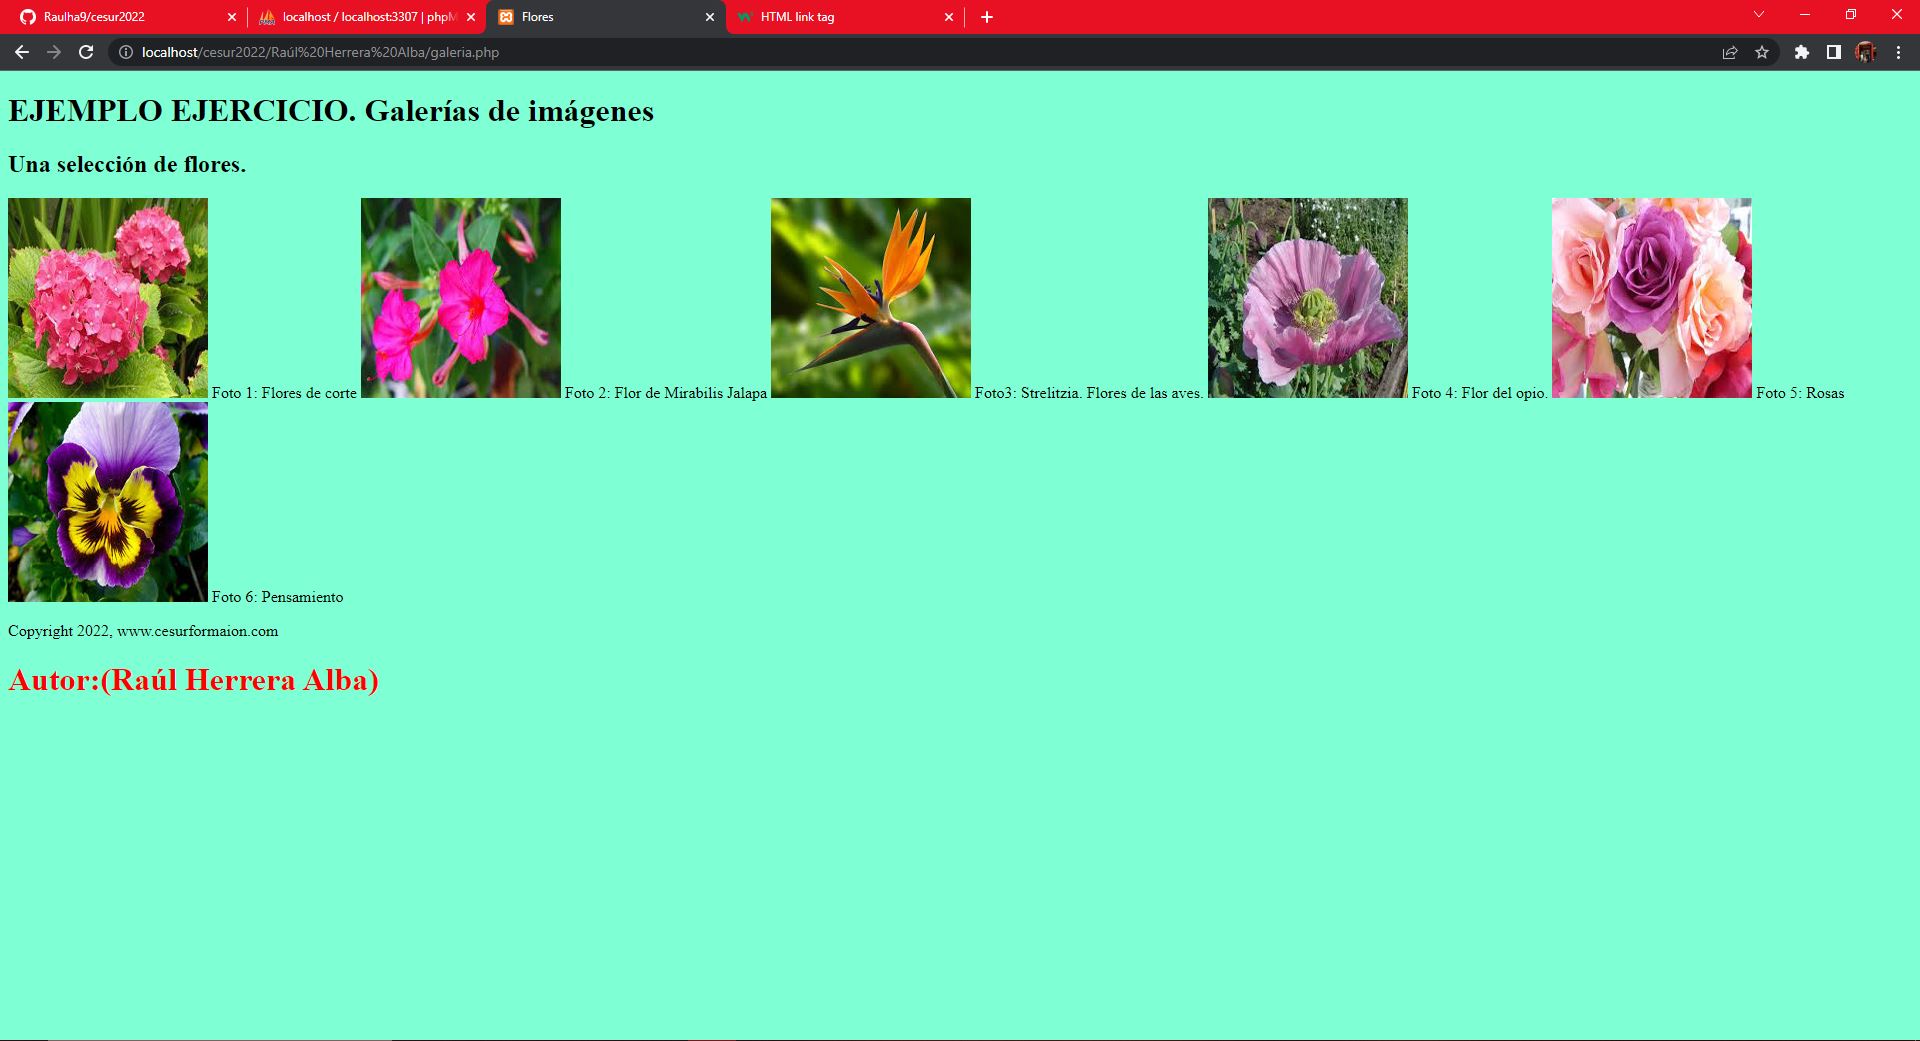 Raulha9/cesur2022
localhost / localhost:3307 | phpM
Flores
HTML link tag
localhost/cesur2022/Raúl%20Herrera%20Alba/galeria.php
EJEMPLO EJERCICIO. Galerías de imágenes
Una selección de flores.
Foto 1: Flores de corte Foto 2: Flor de Mirabilis Jalapa Foto3: Strelitzia. Flores de las aves. Foto 4: Flor del opio. Foto 5: Rosas
Foto 6: Pensamiento
Copyright 2022, www.cesurformaion.com
Autor:(Raúl Herrera Alba)